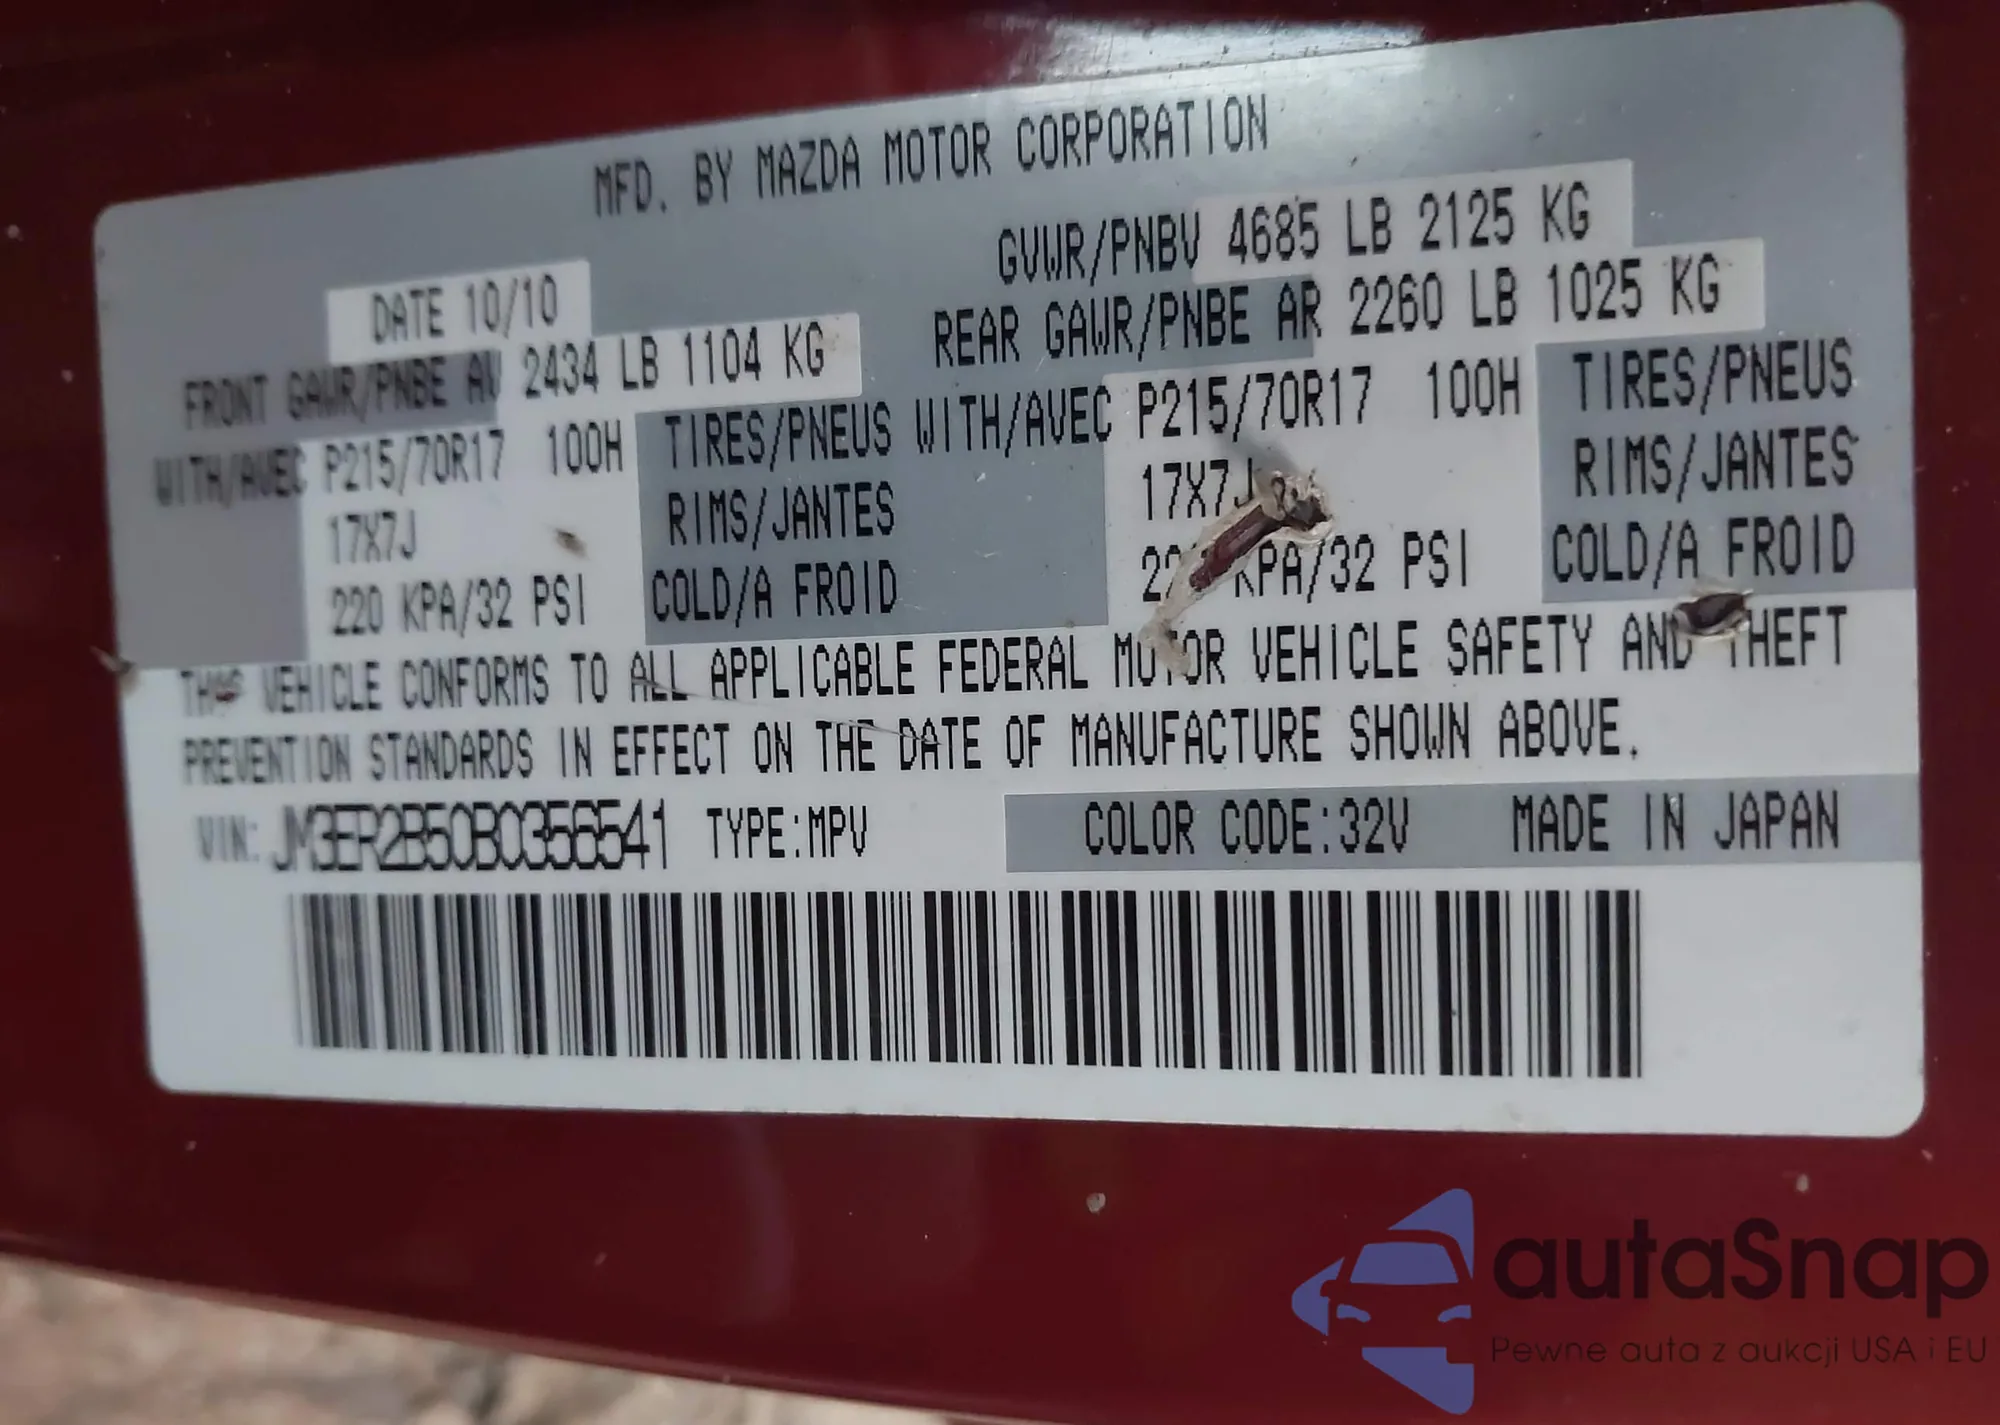 MFD. BY MAZDA MOTOR CORPORATION
DATE 10/10
GVWR/PNBV 4685 LB 2125 KG
FRONT GAWR/PNBE AV 2434 LB 1104 KG
REAR GAWR/PNBE AR 2260 LB 1025 KG
WITH/AVEC P215/70R17 100H TIRES/PNEUS WITH/AVEC P215/70R17 100H TIRES/PNEUS
17X7J RIMS/JANTES 17X7J RIMS/JANTES
220 KPA/32 PSI COLD/A FROID KPA/32 PSI COLD/A FROID
THIS VEHICLE CONFORMS TO ALL APPLICABLE FEDERAL MOTOR VEHICLE SAFETY AND THEFT
PREVENTION STANDARDS IN EFFECT ON THE DATE OF MANUFACTURE SHOWN ABOVE.
VIN: JM3ER2B50B0356541 TYPE:MPV COLOR CODE:32V MADE IN JAPAN
autaSnap
Pewne auta z aukcji USA i EU